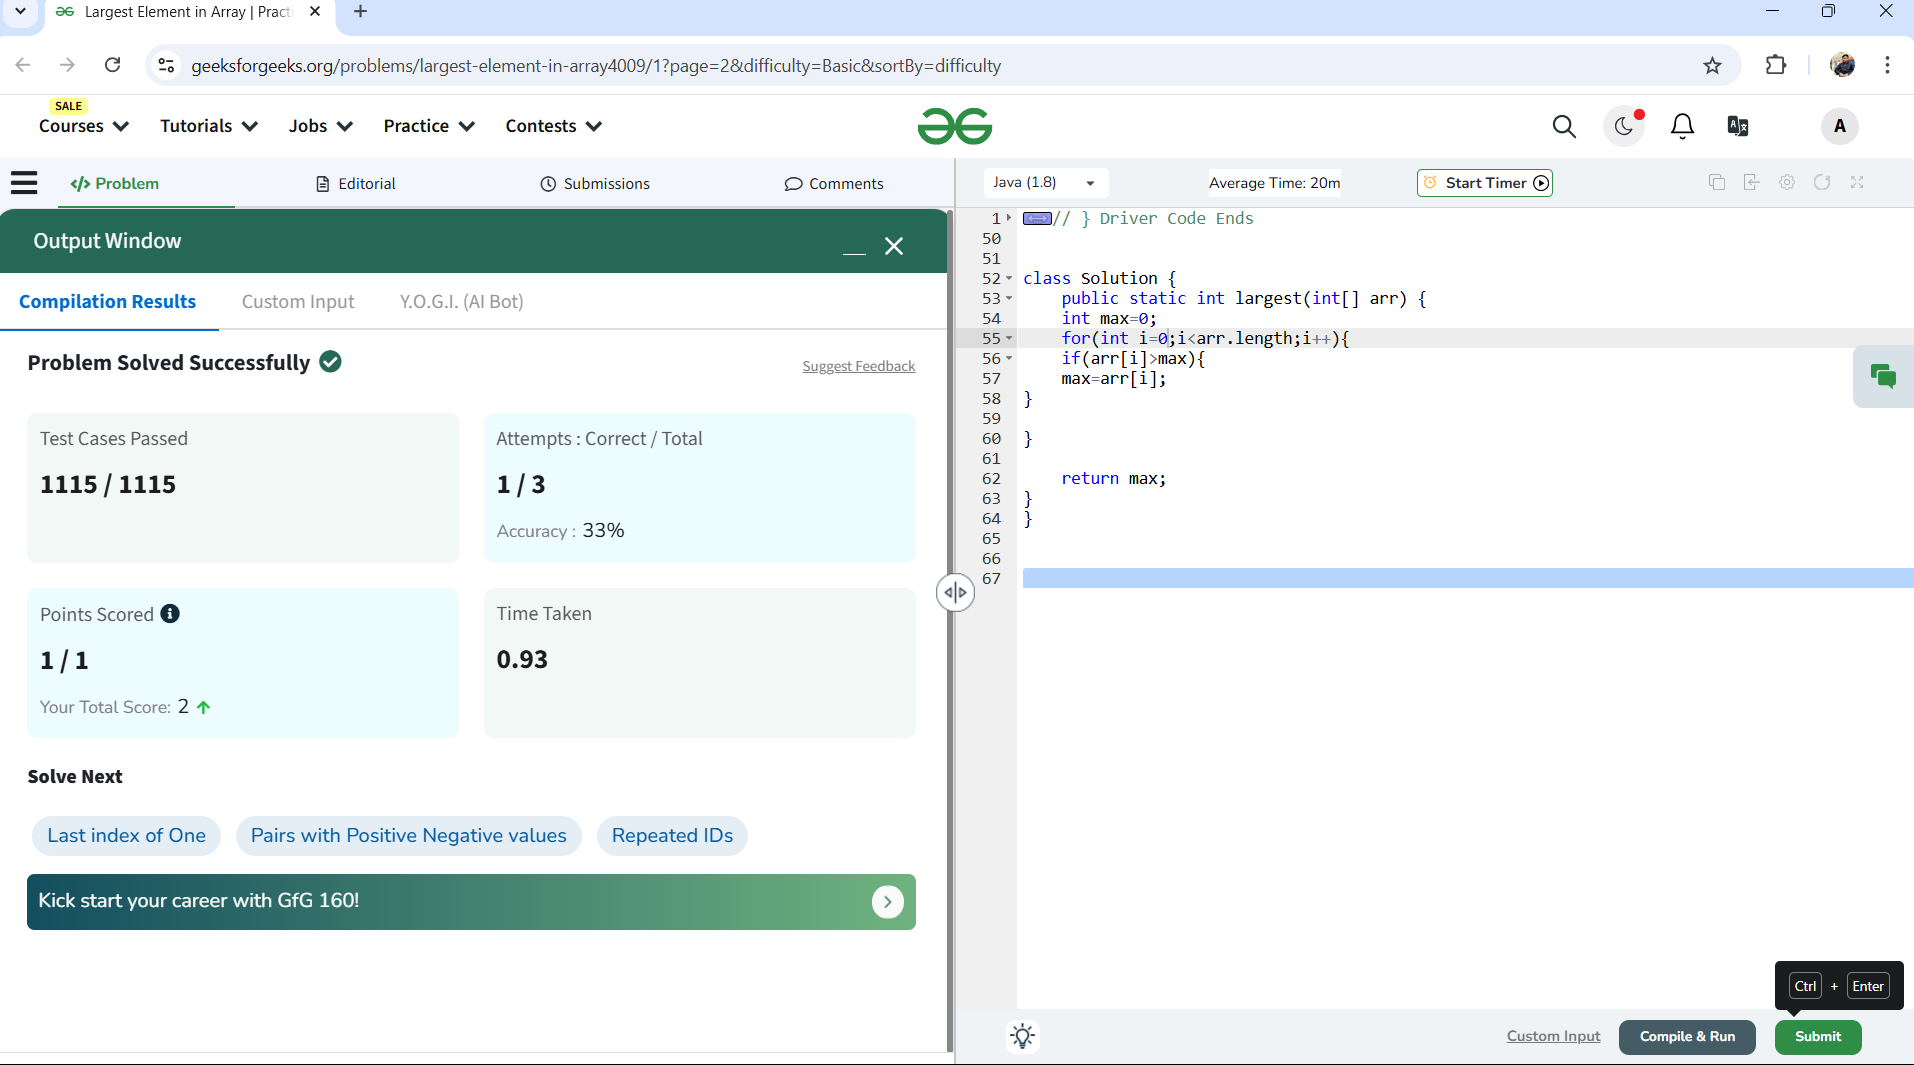 Largest Element in Array | Practi
geeksforgeeks.org/problems/largest-element-in-array4009/1?page=2&difficulty=Basic&sortBy=difficulty
SALE
Courses Tutorials Jobs Practice Contests
A
Problem Editorial Submissions Comments
Java (1.8) Average Time: 20m Start Timer
Output Window
Compilation Results Custom Input Y.O.G.I. (AI Bot)
Problem Solved Successfully
Suggest Feedback
Test Cases Passed
1115 / 1115
Attempts : Correct / Total
1 / 3
Accuracy : 33%
Points Scored
1 / 1
Your Total Score: 2
Time Taken
0.93
Solve Next
Last index of One Pairs with Positive Negative values Repeated IDs
Kick start your career with GfG 160!
1 // } Driver Code Ends
50
51
52 class Solution {
53 public static int largest(int[] arr) {
54 int max=0;
55 for(int i=0;i<arr.length;i++){
56 if(arr[i]>max){
57 max=arr[i];
58 }
59
60 }
61
62 return max;
63 }
64 }
65
66
67
Ctrl + Enter
Custom Input Compile & Run Submit